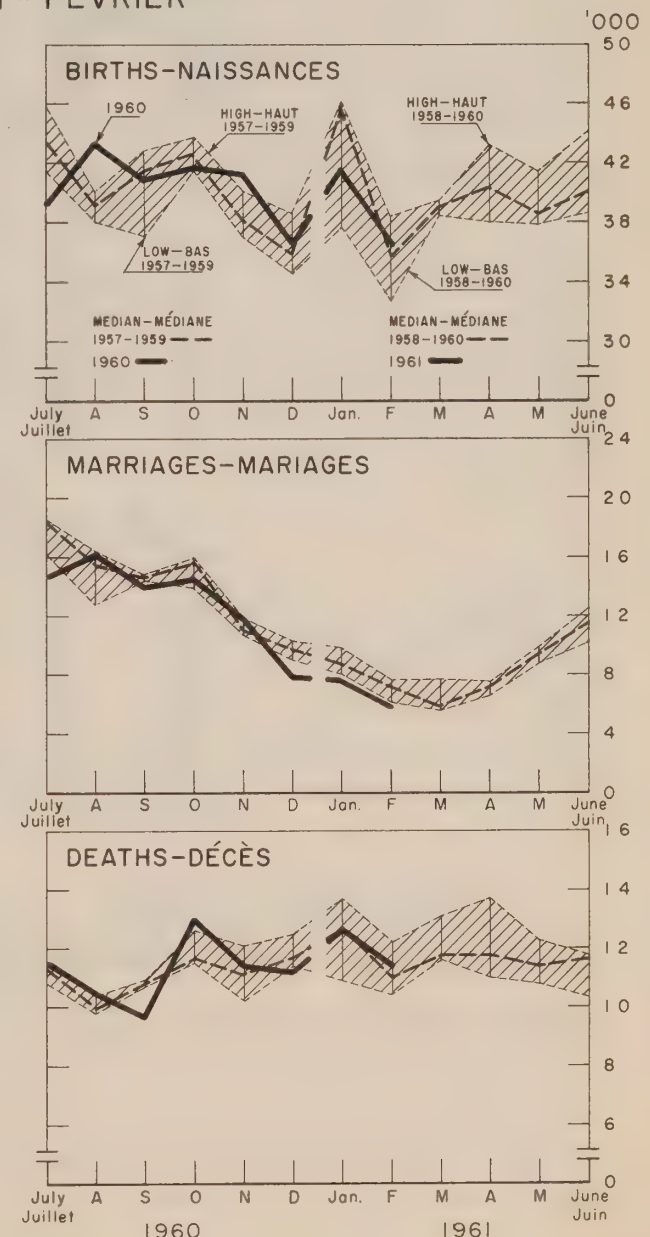 FÉVRIER
'000
BIRTHS-NAISSANCES
1960
HIGH-HAUT
1957-1959
HIGH-HAUT
1958-1960
LOW-BAS
1957-1959
LOW-BAS
1958-1960
MEDIAN-MÉDIANE
1957-1959
1960
MEDIAN-MÉDIANE
1958-1960
1961
50
46
42
38
34
30
0
July A S O N D Jan. F M A M June
Juillet Juin
MARRIAGES-MARIAGES
24
20
16
12
8
4
0
July A S O N D Jan. F M A M June
Juillet Juin
DEATHS-DÉCÈS
16
14
12
10
8
6
0
July A S O N D Jan. F M A M June
Juillet Juin
1960 1961